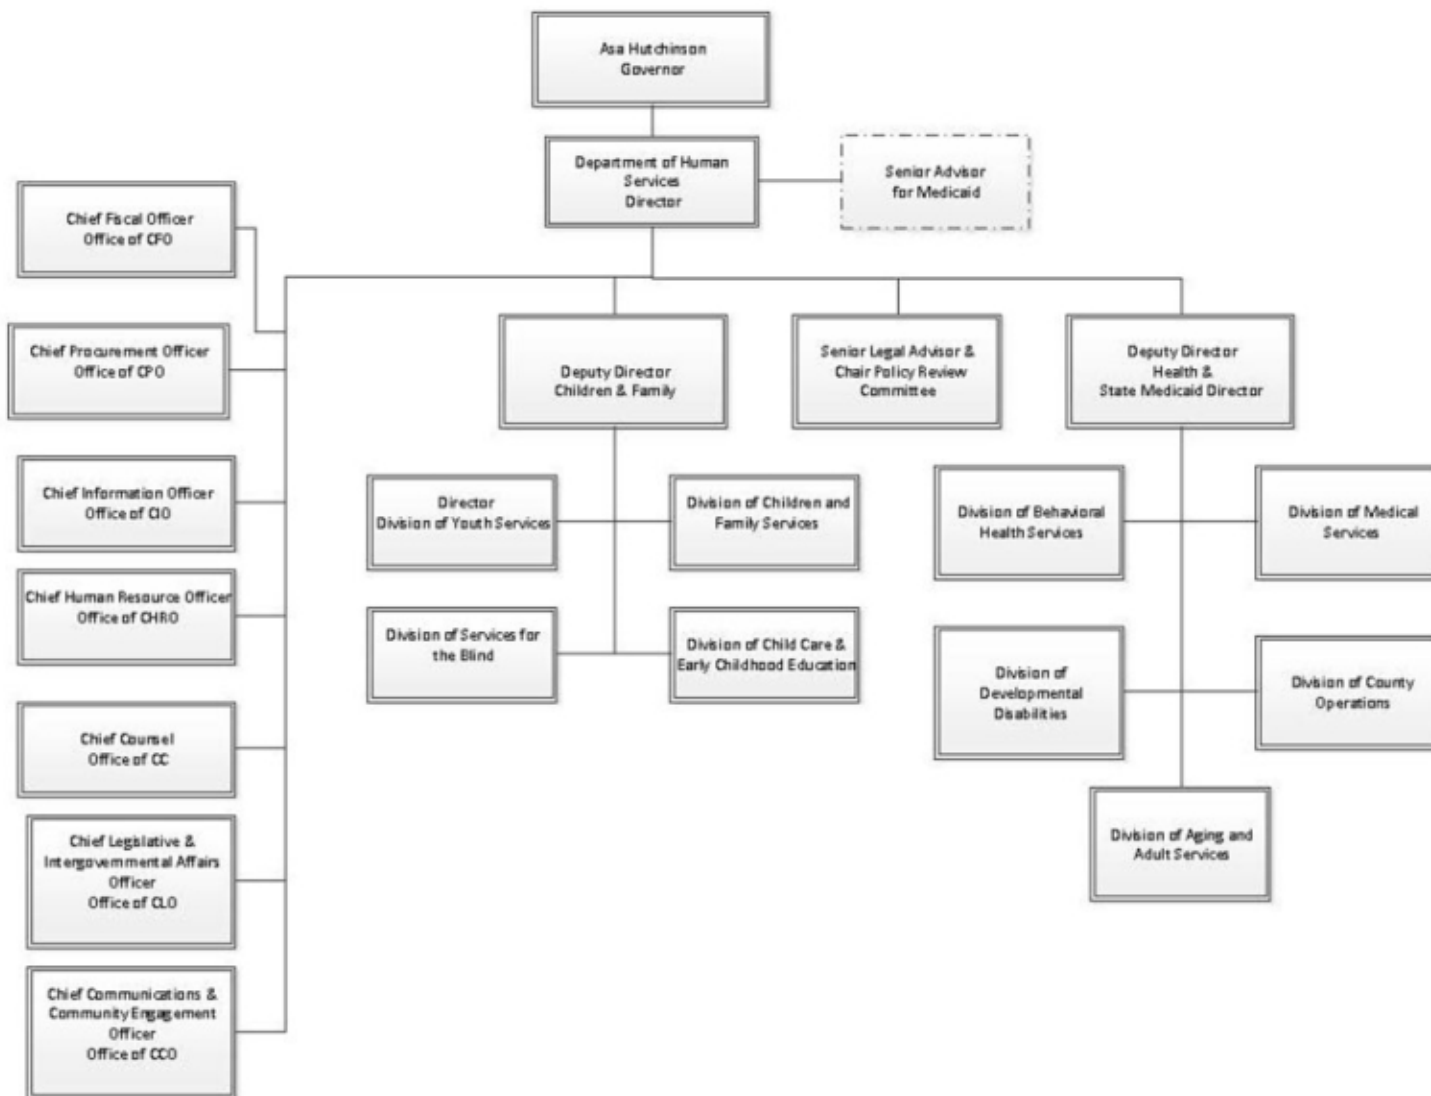 Asa Hutchinson
Governor
Department of Human
Services
Director
Senior Advisor
for Medicaid
Chief Fiscal Officer
Office of CFO
Chief Procurement Officer
Office of CPO
Chief Information Officer
Office of CIO
Chief Human Resource Officer
Office of CHRO
Chief Counsel
Office of CC
Chief Legislative &
Intergovernmental Affairs
Officer
Office of CLO
Chief Communications &
Community Engagement
Officer
Office of CCO
Deputy Director
Children & Family
Senior Legal Advisor &
Chair Policy Review
Committee
Deputy Director
Health &
State Medicaid Director
Director
Division of Youth Services
Division of Children and
Family Services
Division of Services for
the Blind
Division of Child Care &
Early Childhood Education
Division of Behavioral
Health Services
Division of Medical
Services
Division of
Developmental
Disabilities
Division of County
Operations
Division of Aging and
Adult Services